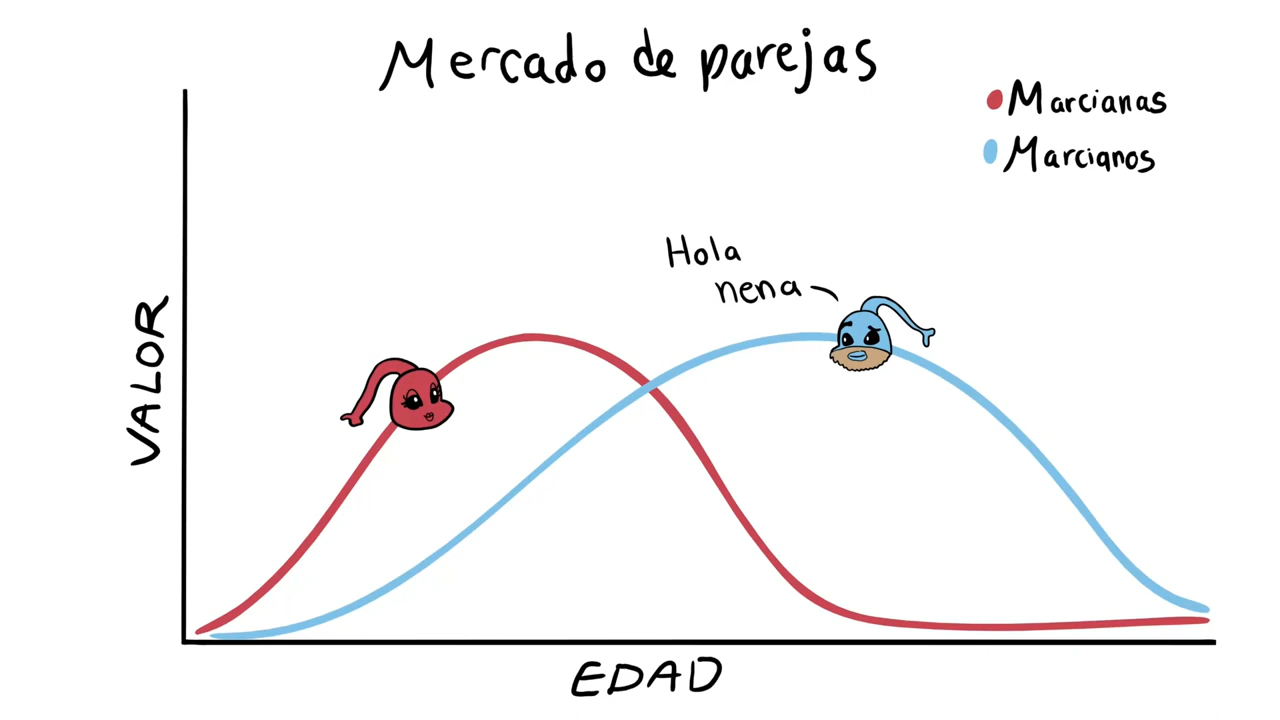 Mercado de parejas
Marcianas
Marcianos
Hola
nena
VALOR
EDAD